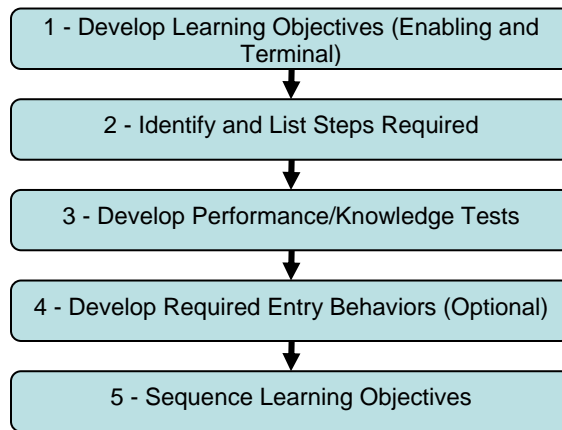 1 - Develop Learning Objectives (Enabling and
Terminal)
2 - Identify and List Steps Required
3 - Develop Performance/Knowledge Tests
4 - Develop Required Entry Behaviors (Optional)
5 - Sequence Learning Objectives